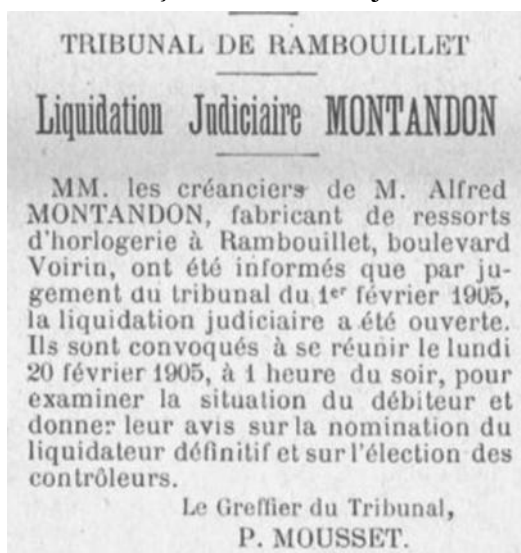 TRIBUNAL DE RAMBOUILLET
Liquidation Judiciaire MONTANDON
MM. les créanciers de M. Alfred
MONTANDON, fabricant de ressorts
d'horlogerie à Rambouillet, boulevard
Voirin, ont été informés que par ju-
gement du tribunal du 1er février 1905,
la liquidation judiciaire a été ouverte.
Ils sont convoqués à se réunir le lundi
20 février 1905, à 1 heure du soir, pour
examiner la situation du débiteur et
donner leur avis sur la nomination du
liquidateur définitif et sur l'élection des
contrôleurs.
Le Greffier du Tribunal,
P. MOUSSET.